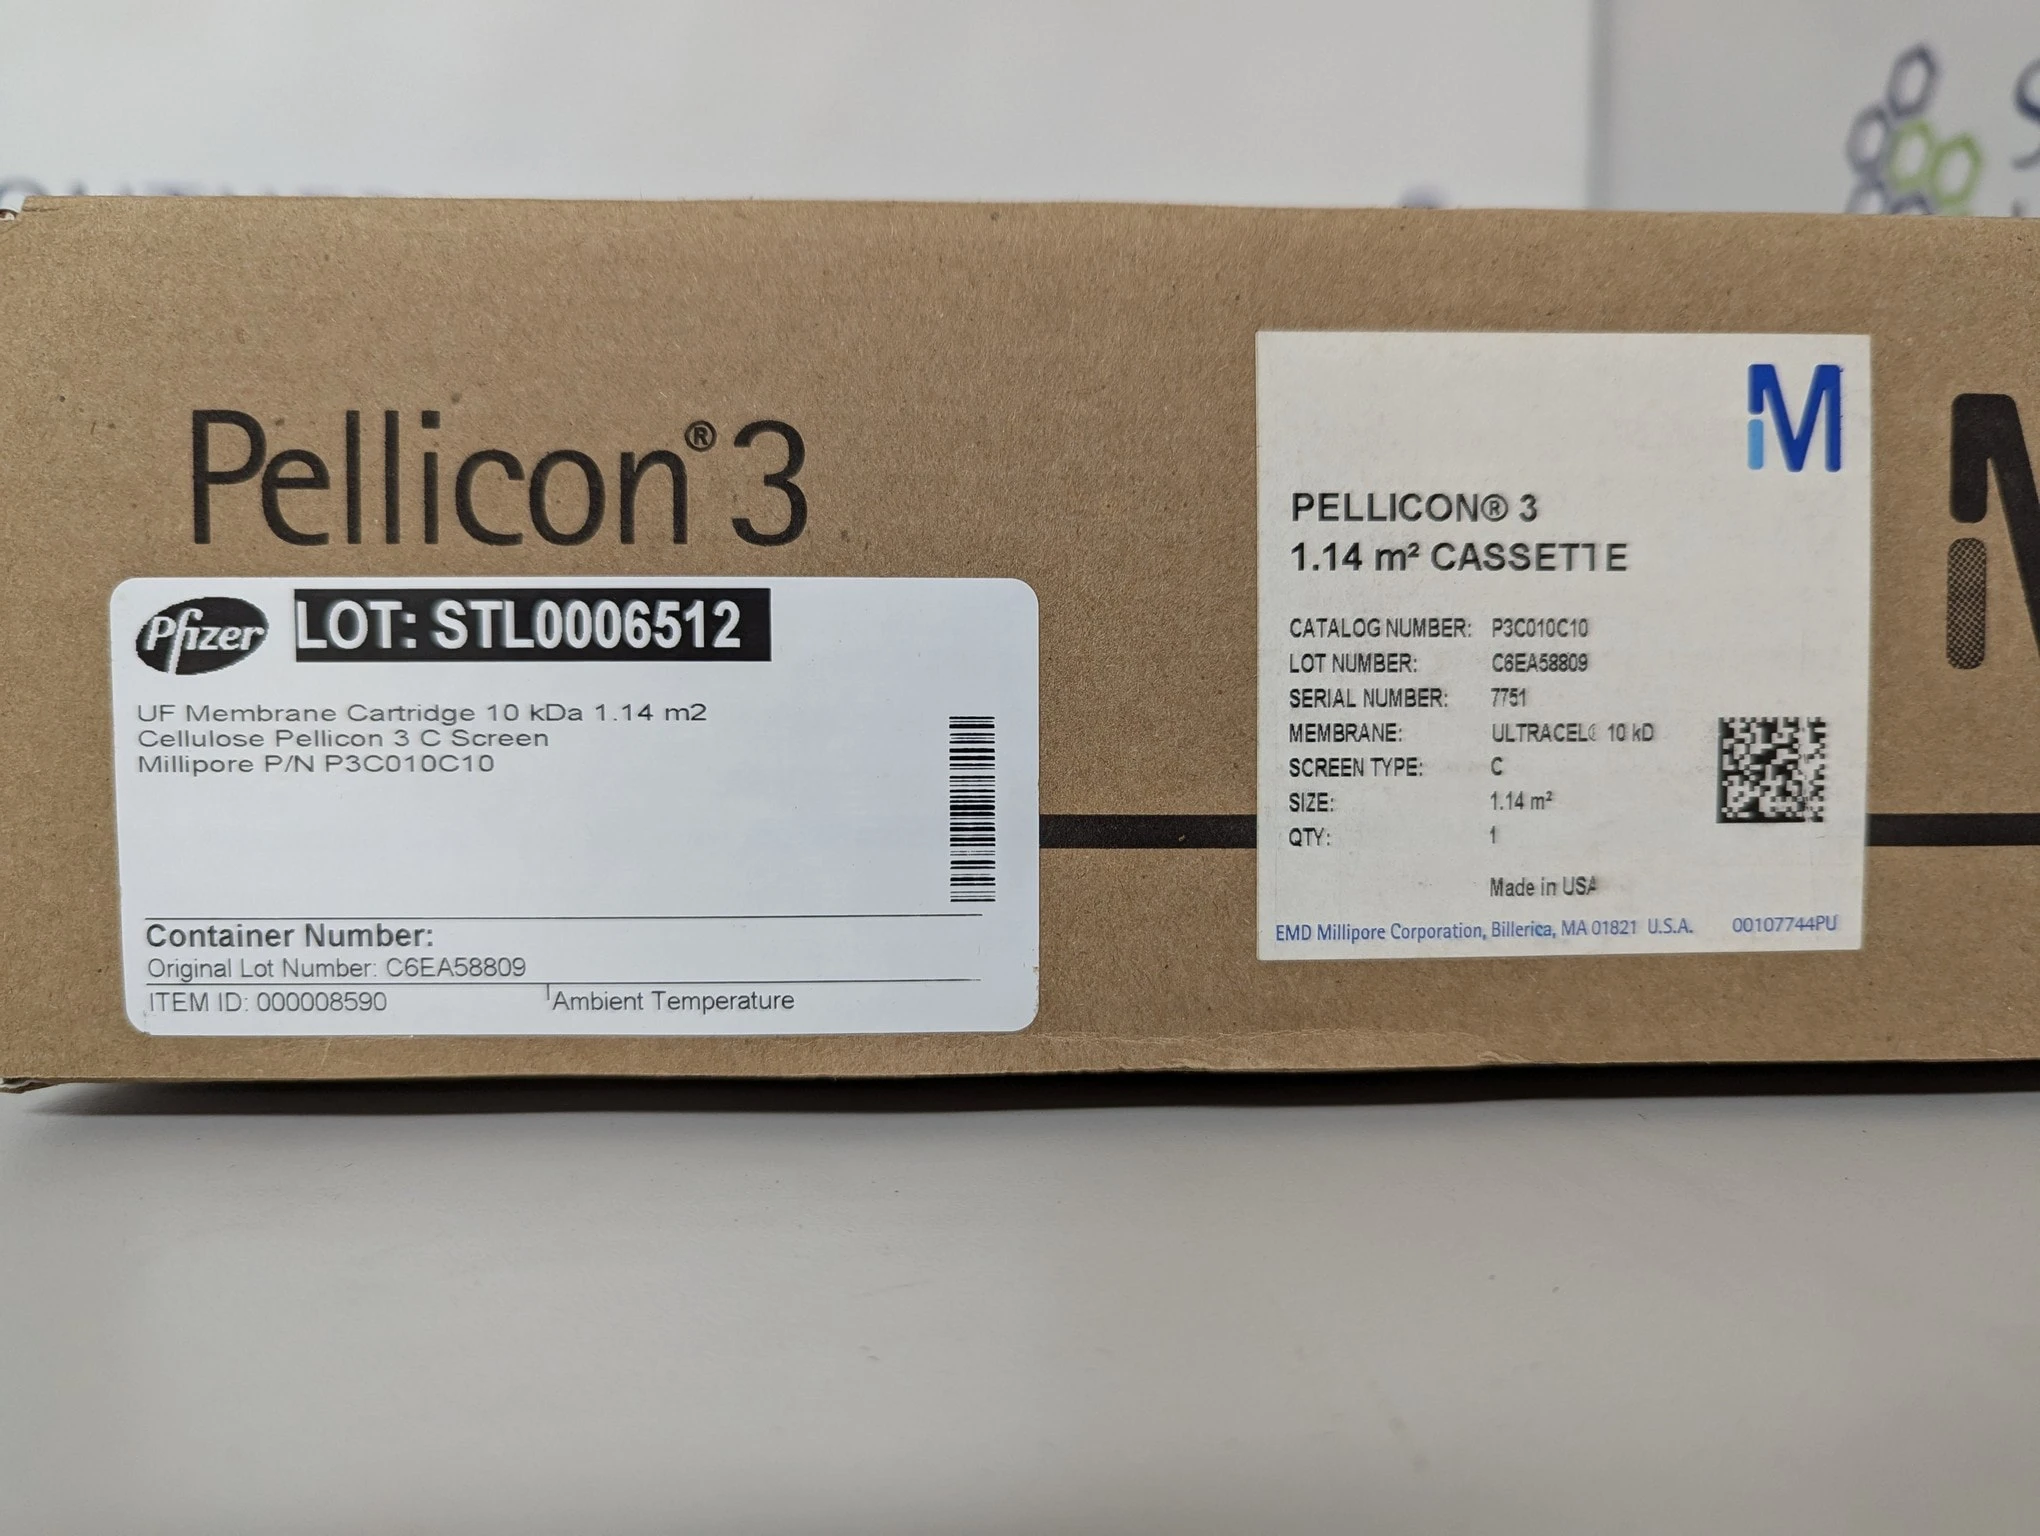 Pellicon® 3
Pfizer
LOT: STL0006512
UF Membrane Cartridge 10 kDa 1.14 m2
Cellulose Pellicon 3 C Screen
Millipore P/N P3C010C10
Container Number:
Original Lot Number: C6EA58809
ITEM ID: 000008590
Ambient Temperature
M
PELLICON® 3
1.14 m² CASSETTE
CATALOG NUMBER: P3C010C10
LOT NUMBER: C6EA58809
SERIAL NUMBER: 7751
MEMBRANE: ULTRACEL® 10 kD
SCREEN TYPE: C
SIZE: 1.14 m²
QTY: 1
Made in USA
EMD Millipore Corporation, Billerica, MA 01821 U.S.A. 00107744PU